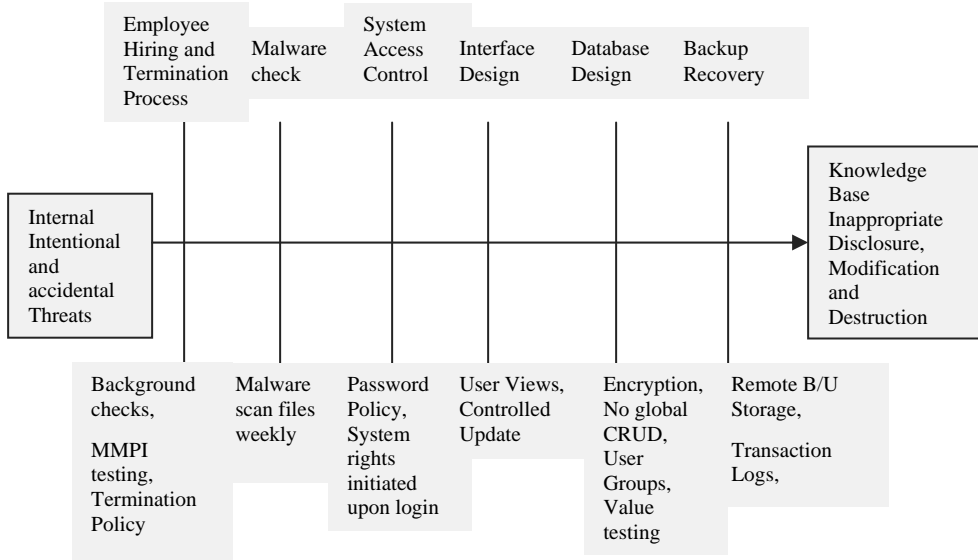 Employee
Hiring and
Termination
Process
Malware
check
System
Access
Control
Interface
Design
Database
Design
Backup
Recovery
Internal
Intentional
and
accidental
Threats
Knowledge
Base
Inappropriate
Disclosure,
Modification
and
Destruction
Background
checks,
MMPI
testing,
Termination
Policy
Malware
scan files
weekly
Password
Policy,
System
rights
initiated
upon login
User Views,
Controlled
Update
Encryption,
No global
CRUD,
User
Groups,
Value
testing
Remote B/U
Storage,
Transaction
Logs,